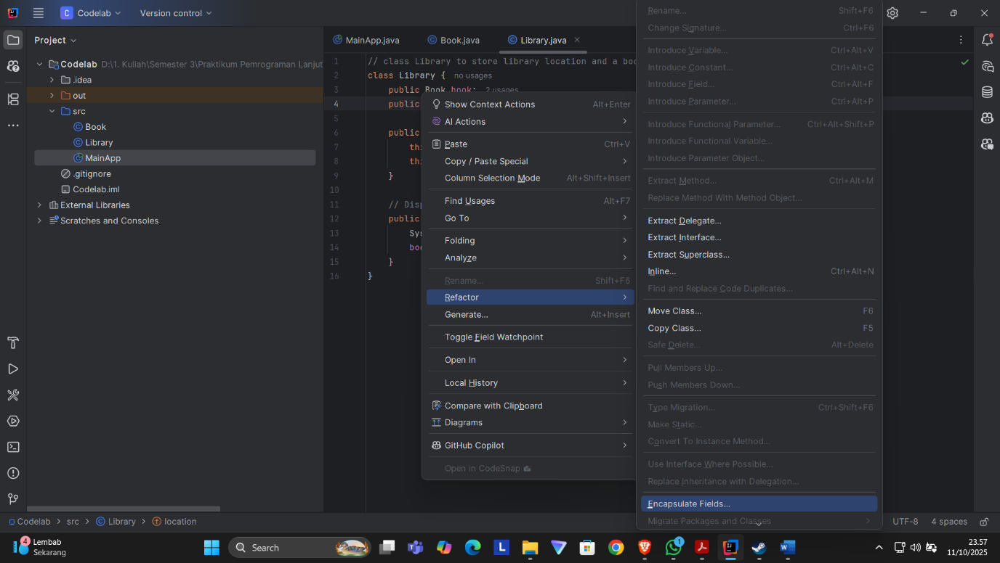 C Codelab Version control
Project
Codelab D:\1. Kuliah\Semester 3\Praktikum Pemrograman Lanjut
.idea
out
src
Book
Library
MainApp
.gitignore
Codelab.iml
External Libraries
Scratches and Consoles
MainApp.java Book.java Library.java
1 // class Library to store library location and a boo
2 class Library { no usages
3 public Book book; 2 usages
4 public
5
6 public
7 thi
8 thi
9 }
10
11 // Disp
12 public
13 Sys
14 boo
15 }
16 }
Show Context Actions Alt+Enter
AI Actions
Paste Ctrl+V
Copy / Paste Special
Column Selection Mode Alt+Shift+Insert
Find Usages Alt+F7
Go To
Folding
Analyze
Rename... Shift+F6
Refactor
Generate... Alt+Insert
Toggle Field Watchpoint
Open In
Local History
Compare with Clipboard
Diagrams
GitHub Copilot
Open in CodeSnap
Rename... Shift+F6
Change Signature... Ctrl+F6
Introduce Variable... Ctrl+Alt+V
Introduce Constant... Ctrl+Alt+C
Introduce Field... Ctrl+Alt+F
Introduce Parameter... Ctrl+Alt+P
Introduce Functional Parameter... Ctrl+Alt+Shift+P
Introduce Functional Variable...
Introduce Parameter Object...
Extract Method... Ctrl+Alt+M
Replace Method With Method Object...
Extract Delegate...
Extract Interface...
Extract Superclass...
Inline... Ctrl+Alt+N
Find and Replace Code Duplicates...
Move Class... F6
Copy Class... F5
Safe Delete... Alt+Delete
Pull Members Up...
Push Members Down...
Type Migration... Ctrl+Shift+F6
Make Static...
Convert To Instance Method...
Use Interface Where Possible...
Replace Inheritance with Delegation...
Encapsulate Fields...
Migrate Packages and Classes
Codelab > src > Library > location
UTF-8 4 spaces
4 Lembab
Sekarang
Search
L
1
23.57
11/10/2025